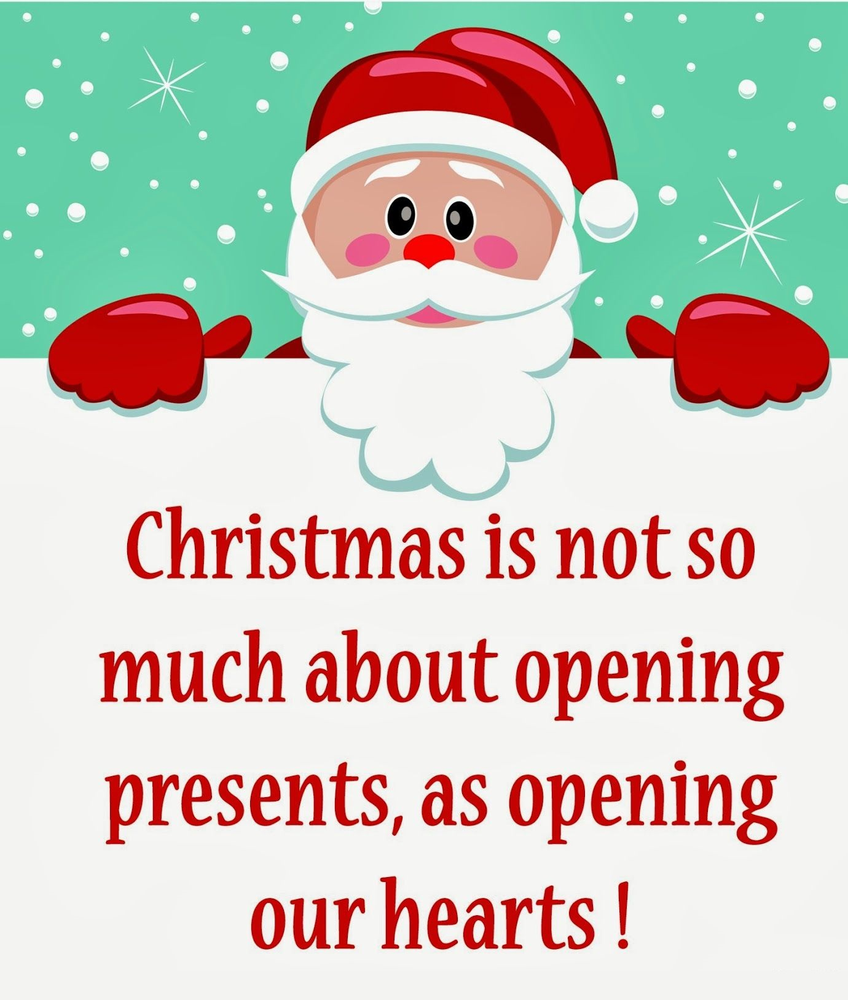 Christmas is not so
much about opening
presents, as opening
our hearts !